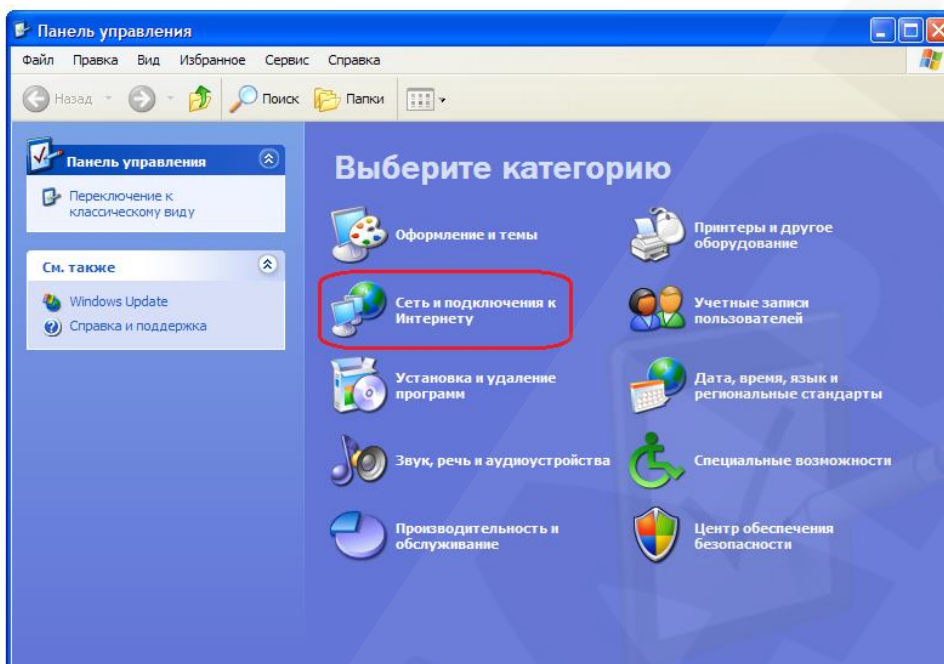 Панель управления
Файл Правка Вид Избранное Сервис Справка
Назад Поиск Папки
Панель управления
Переключение к
классическому виду
См. также
Windows Update
Справка и поддержка
Выберите категорию
Оформление и темы
Принтеры и другое
оборудование
Сеть и подключения к
Интернету
Учетные записи
пользователей
Установка и удаление
программ
Дата, время, язык и
региональные стандарты
Звук, речь и аудиоустройства
Специальные возможности
Производительность и
обслуживание
Центр обеспечения
безопасности